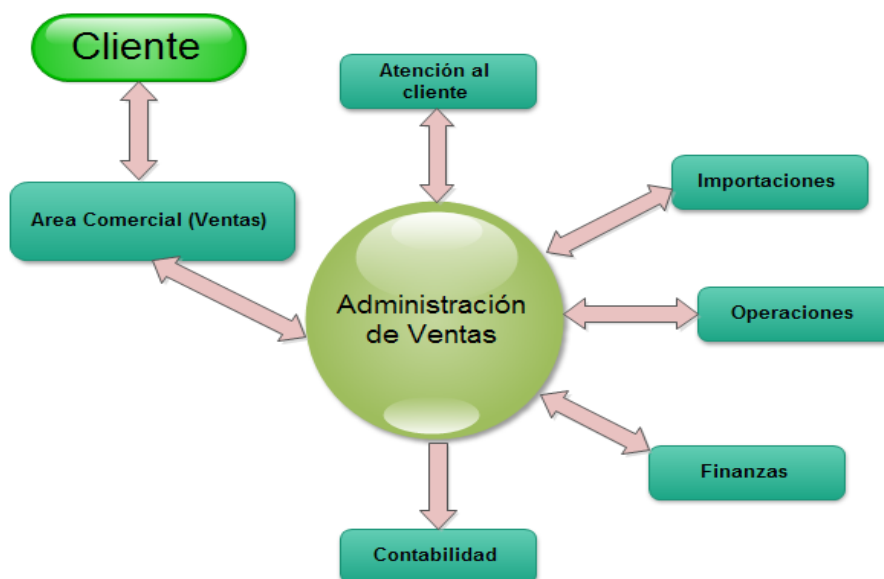 Cliente
Atención al
cliente
Importaciones
Area Comercial (Ventas)
Administración
de Ventas
Operaciones
Finanzas
Contabilidad